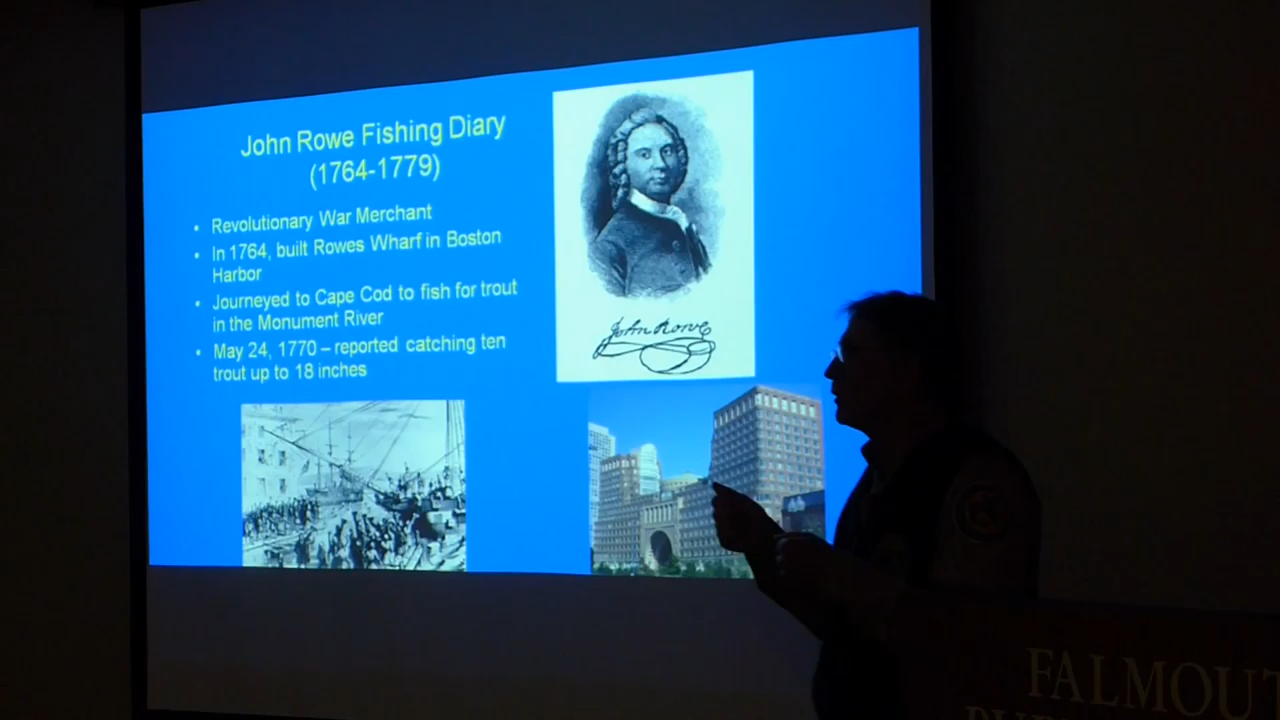 John Rowe Fishing Diary
(1764-1779)
• Revolutionary War Merchant
• In 1764, built Rowes Wharf in Boston
Harbor
• Journeyed to Cape Cod to fish for trout
in the Monument River
• May 24, 1770 – reported catching ten
trout up to 18 inches
John Rowe
FALMOUT